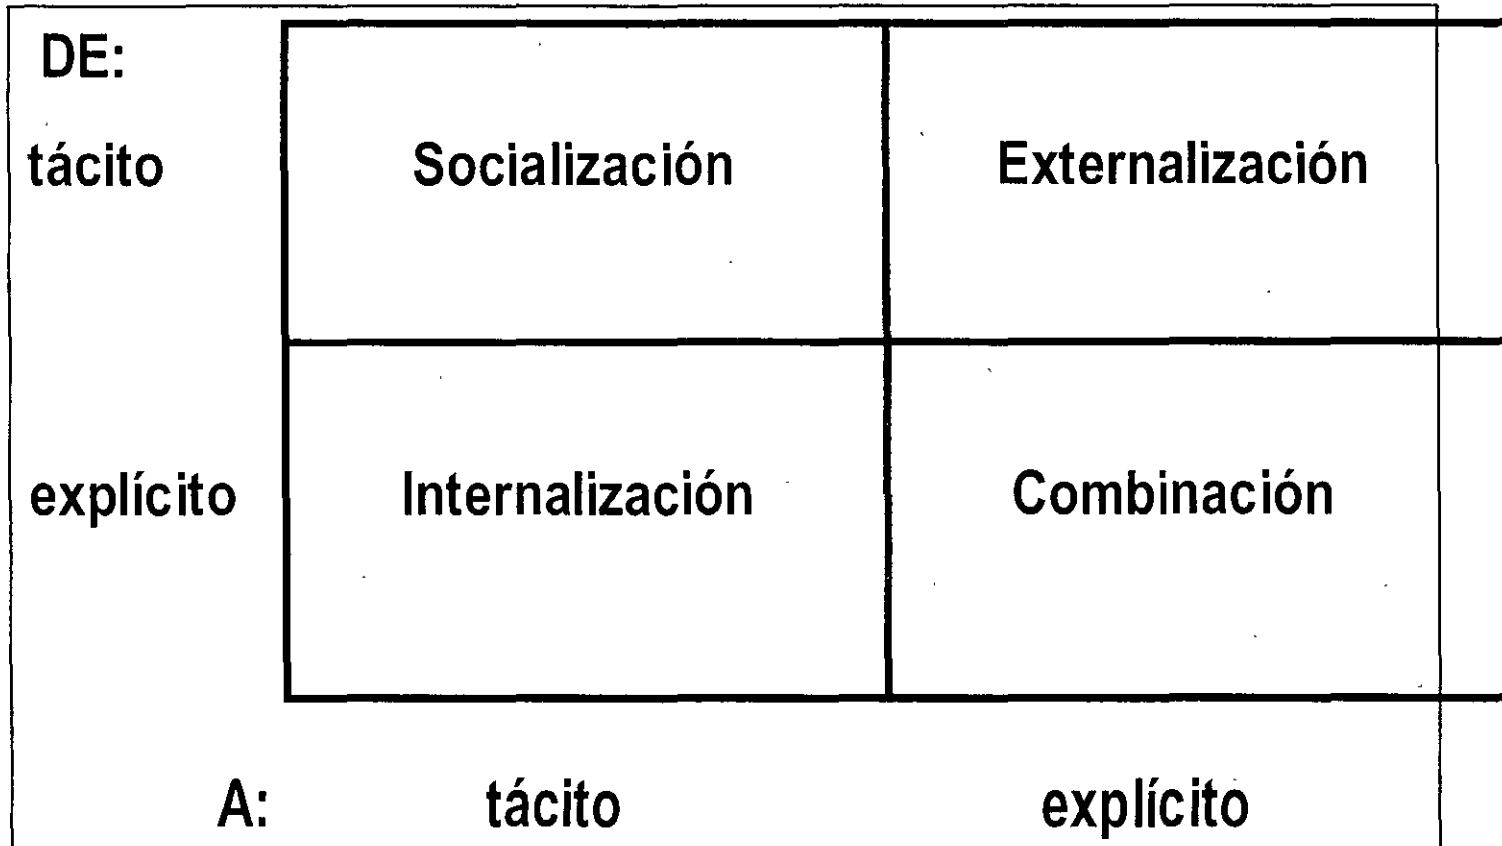 DE:
tácito Socialización Externalización
explícito Internalización Combinación
A: tácito explícito